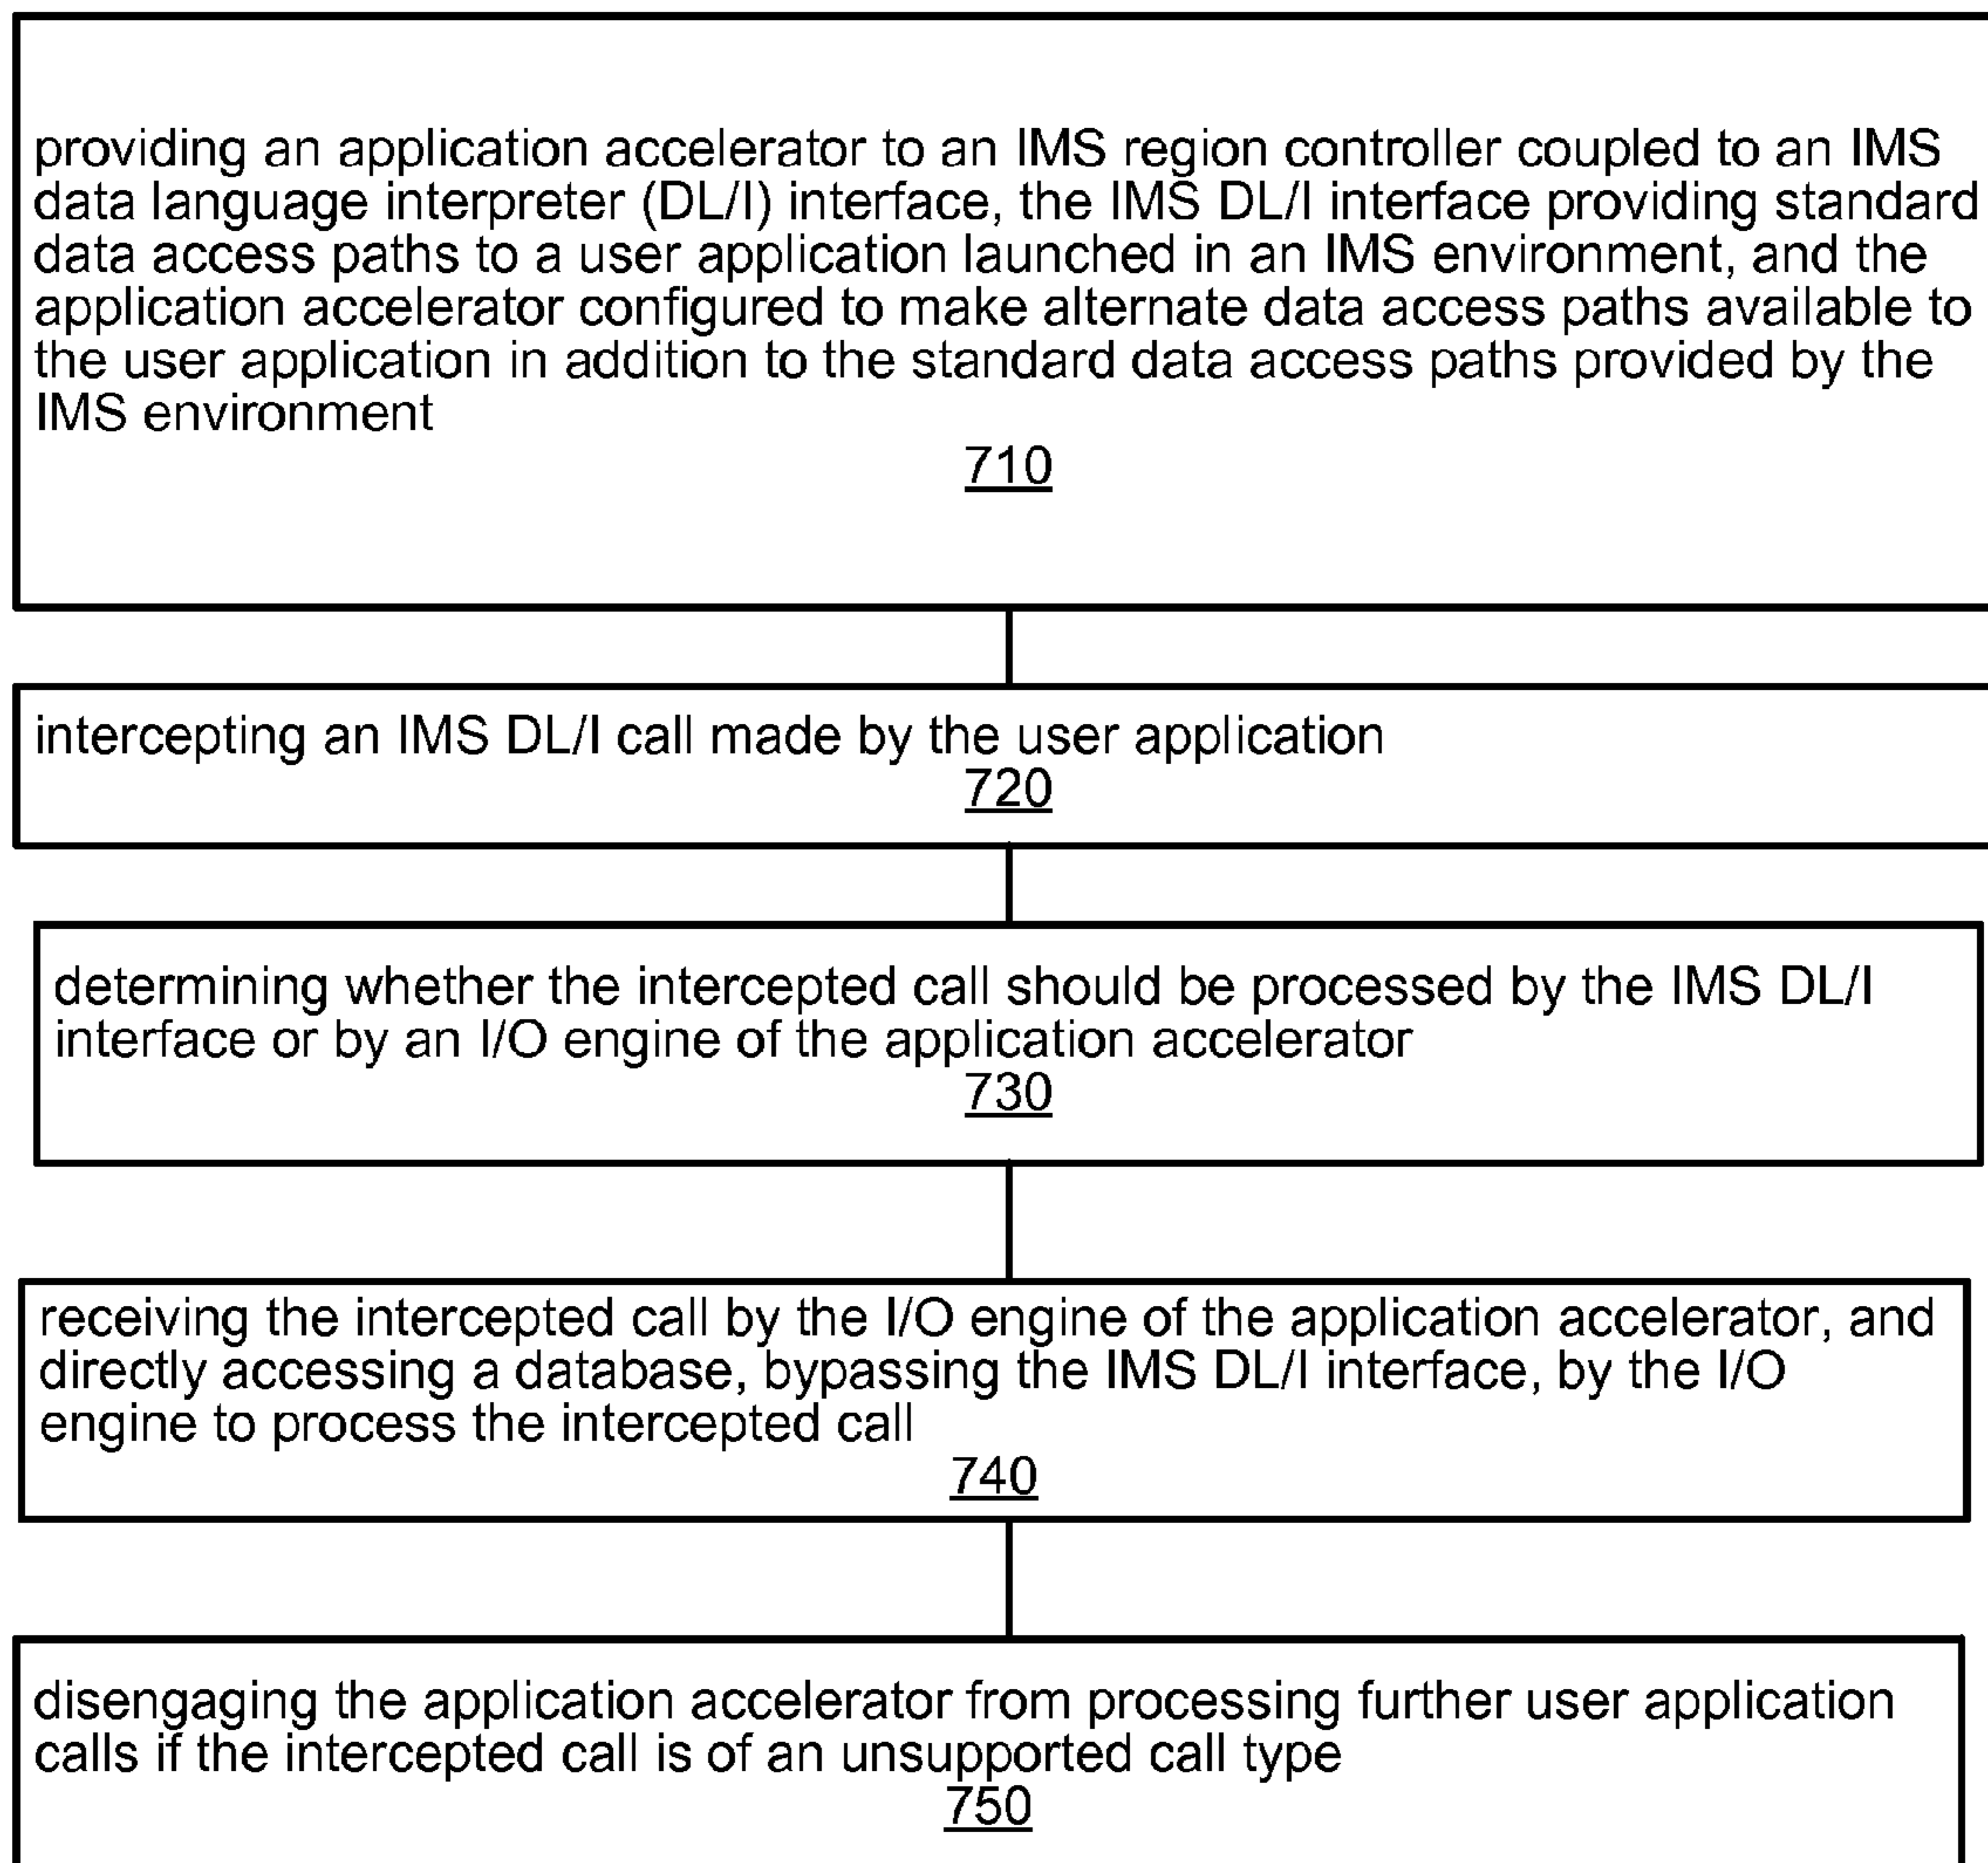 providing an application accelerator to an IMS region controller coupled to an IMS
data language interpreter (DL/I) interface, the IMS DL/I interface providing standard
data access paths to a user application launched in an IMS environment, and the
application accelerator configured to make alternate data access paths available to
the user application in addition to the standard data access paths provided by the
IMS environment
710
intercepting an IMS DL/I call made by the user application
720
determining whether the intercepted call should be processed by the IMS DL/I
interface or by an I/O engine of the application accelerator
730
receiving the intercepted call by the I/O engine of the application accelerator, and
directly accessing a database, bypassing the IMS DL/I interface, by the I/O
engine to process the intercepted call
740
disengaging the application accelerator from processing further user application
calls if the intercepted call is of an unsupported call type
750